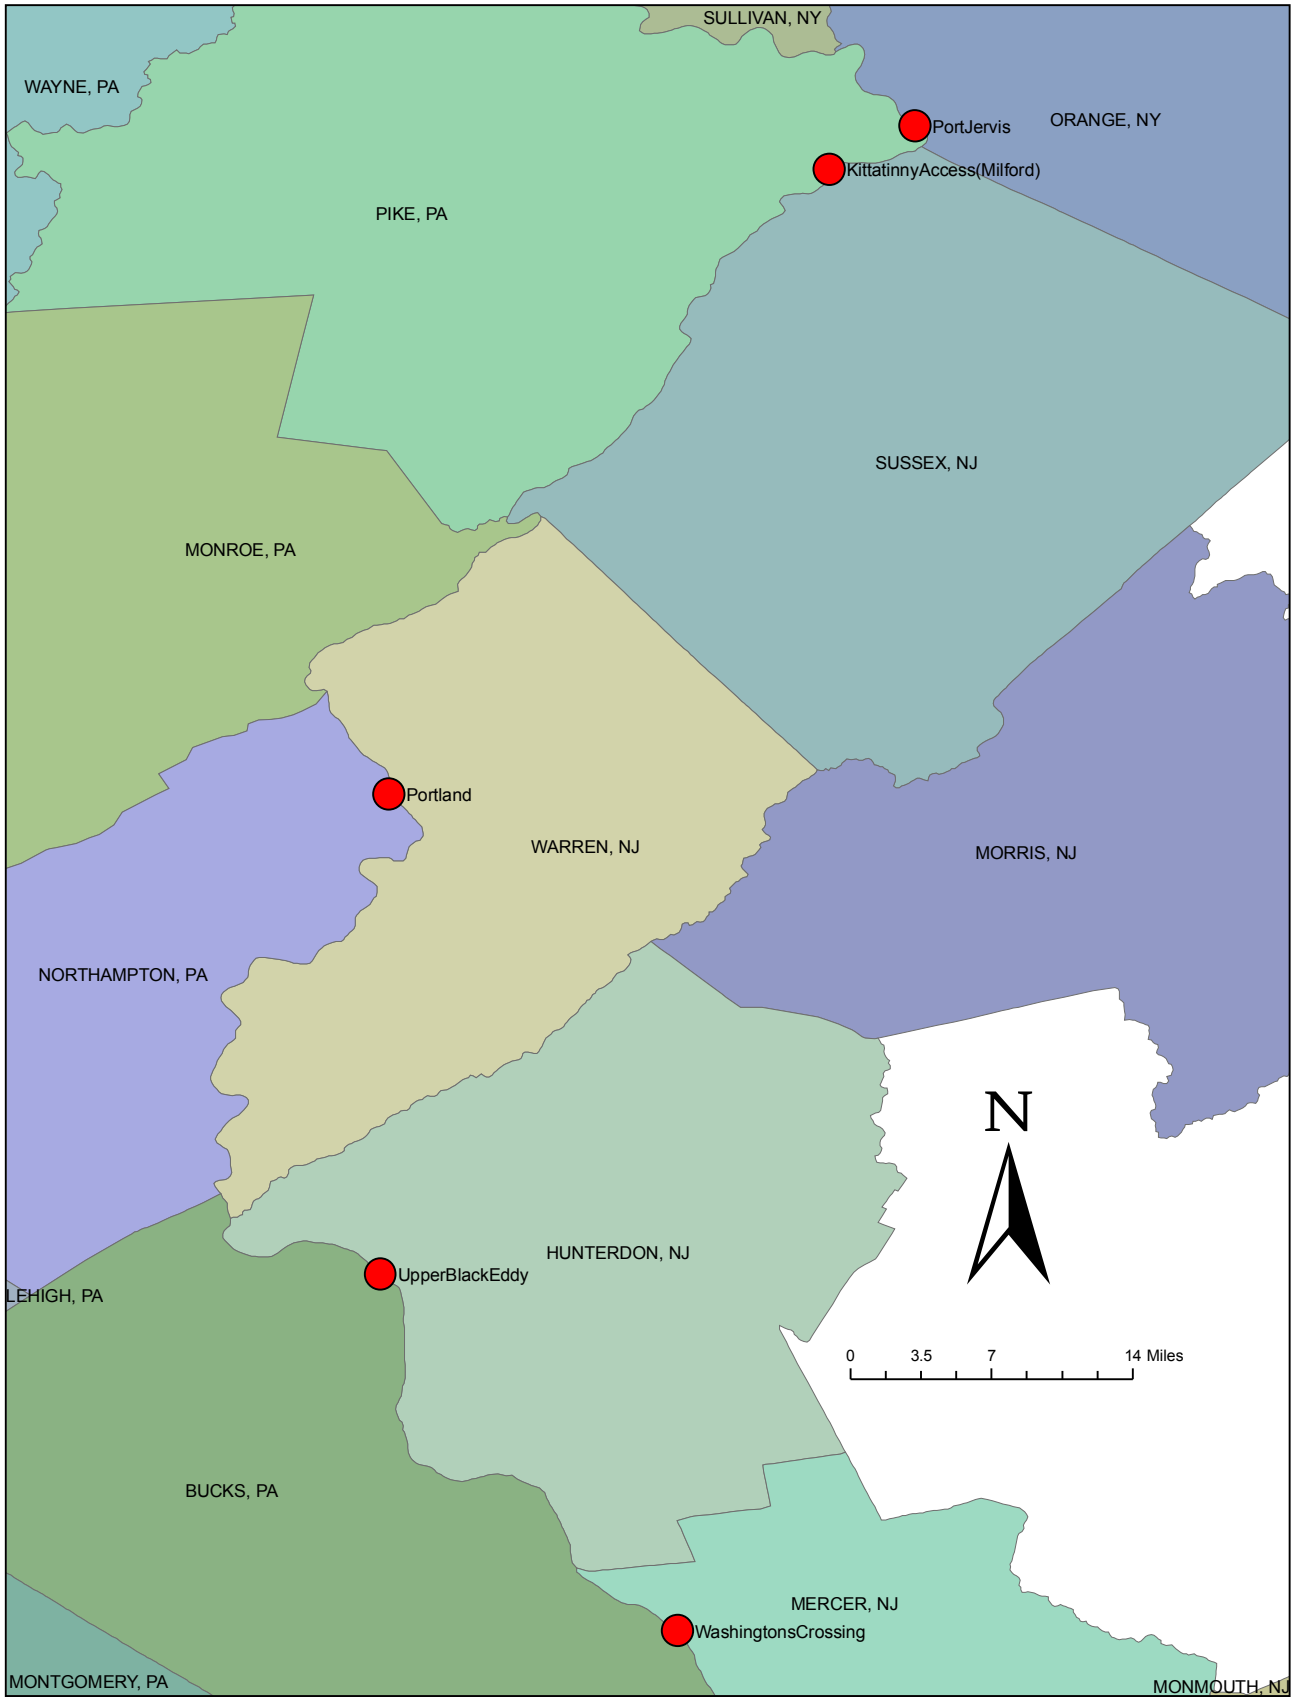 SULLIVAN, NY
WAYNE, PA
ORANGE, NY
PortJervis
KittatinnyAccess(Milford)
PIKE, PA
SUSSEX, NJ
MONROE, PA
Portland
WARREN, NJ
MORRIS, NJ
NORTHAMPTON, PA
N
HUNTERDON, NJ
UpperBlackEddy
LEHIGH, PA
0 3.5 7 14 Miles
BUCKS, PA
MERCER, NJ
WashingtonsCrossing
MONTGOMERY, PA
MONMOUTH, NJ